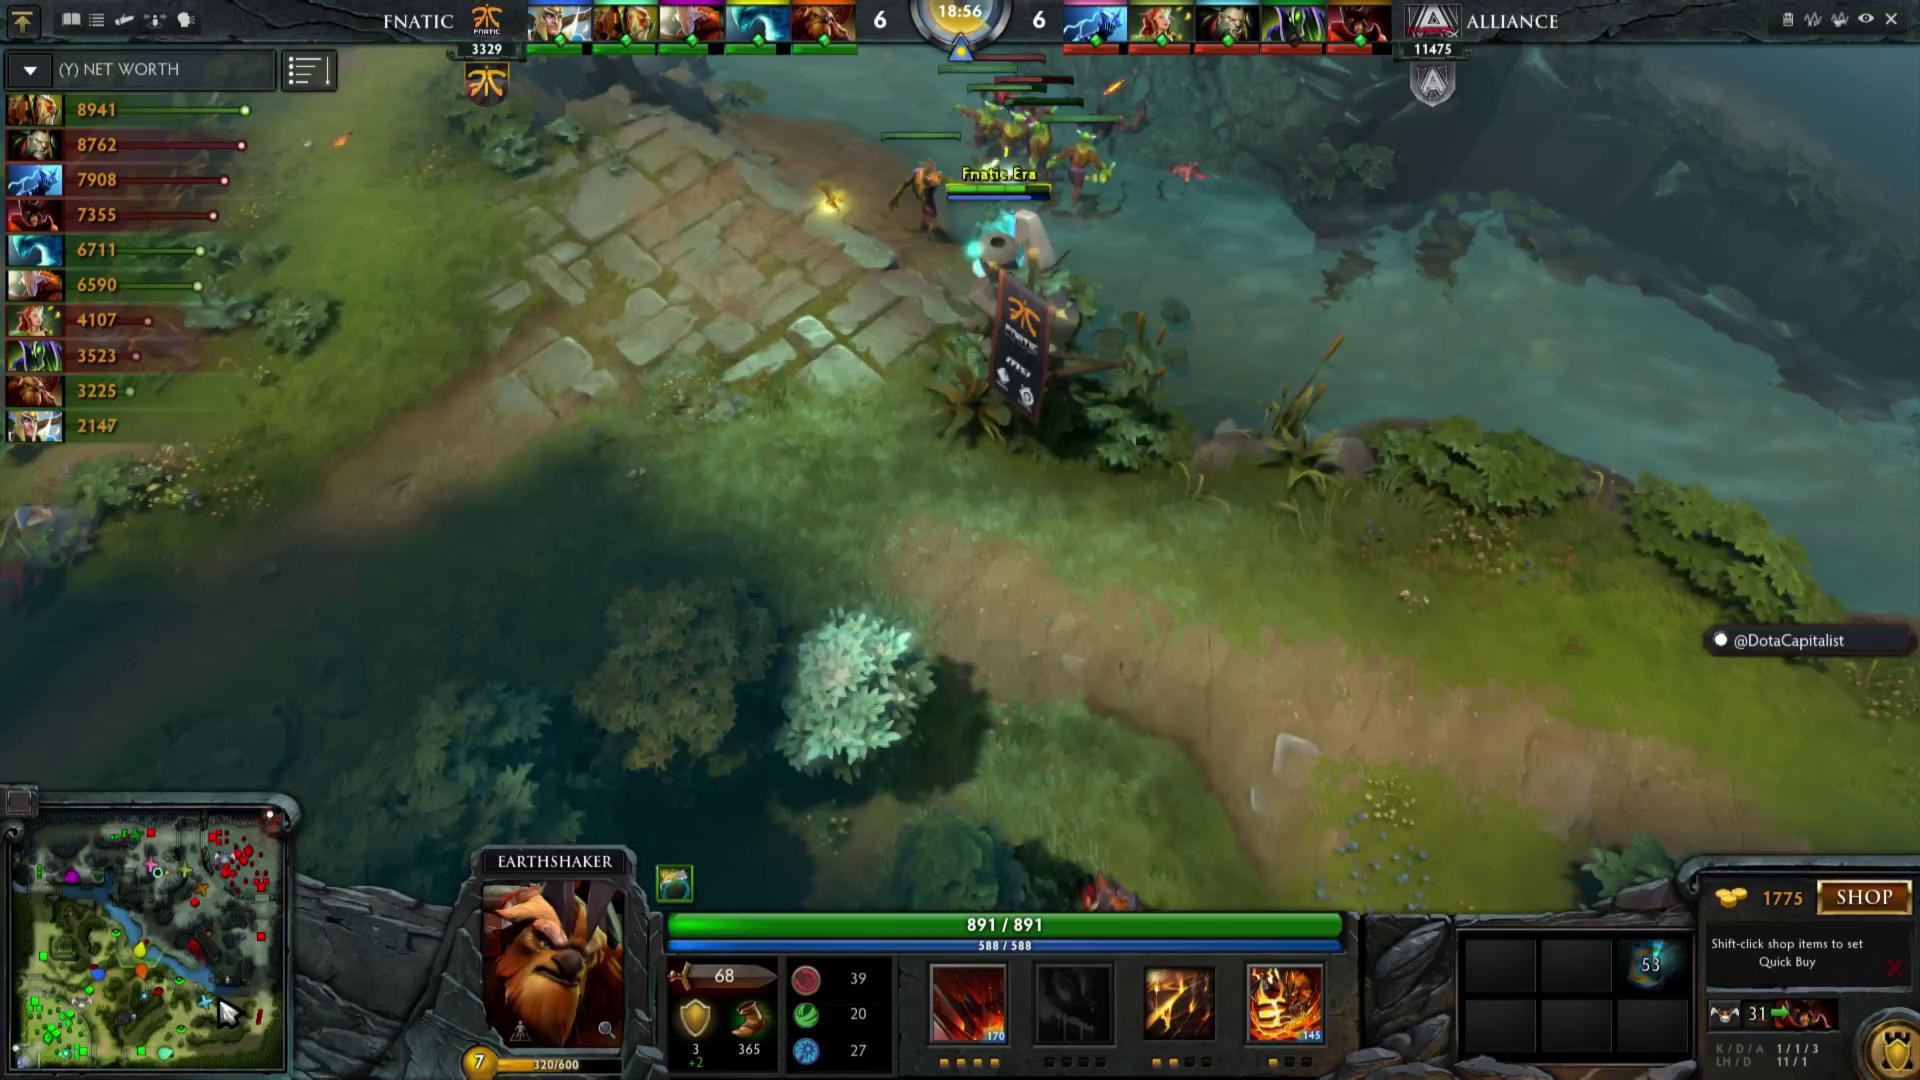 FNATIC
FNATIC
3329
6
18:56
6
ALLIANCE
11475
(Y) NET WORTH
8941
8762
7908
7355
6711
6590
4107
3523
3225
2147
Fnatic.Era
FNATIC
msi
@DotaCapitalist
EARTHSHAKER
7
320/600
891 / 891
588 / 588
68
3
+2
365
39
20
27
170
145
53
1775
SHOP
Shift-click shop items to set
Quick Buy
31
K / D / A 1 / 1 / 3
LH / D 11 / 1